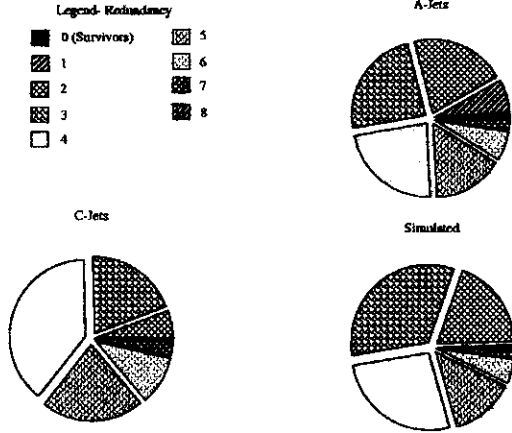 Legend- Redundancy
0 (Survivors)
1
2
3
4
5
6
7
8
A-Jets
C-Jets
Simulated